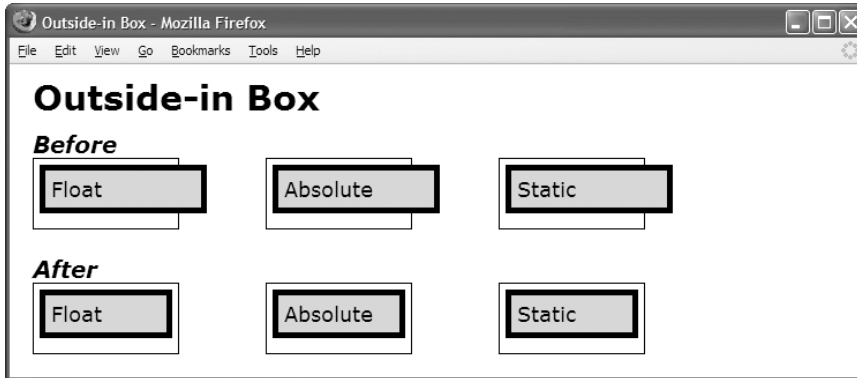 Outside-in Box - Mozilla Firefox
File Edit View Go Bookmarks Tools Help
Outside-in Box
Before
Float Absolute Static
After
Float Absolute Static